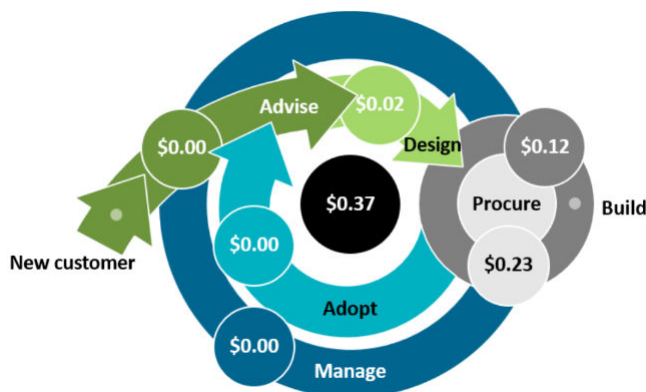 Advise
$0.02
$0.00
Design
$0.12
$0.37
Procure
Build
New customer
$0.00
$0.23
Adopt
$0.00
Manage